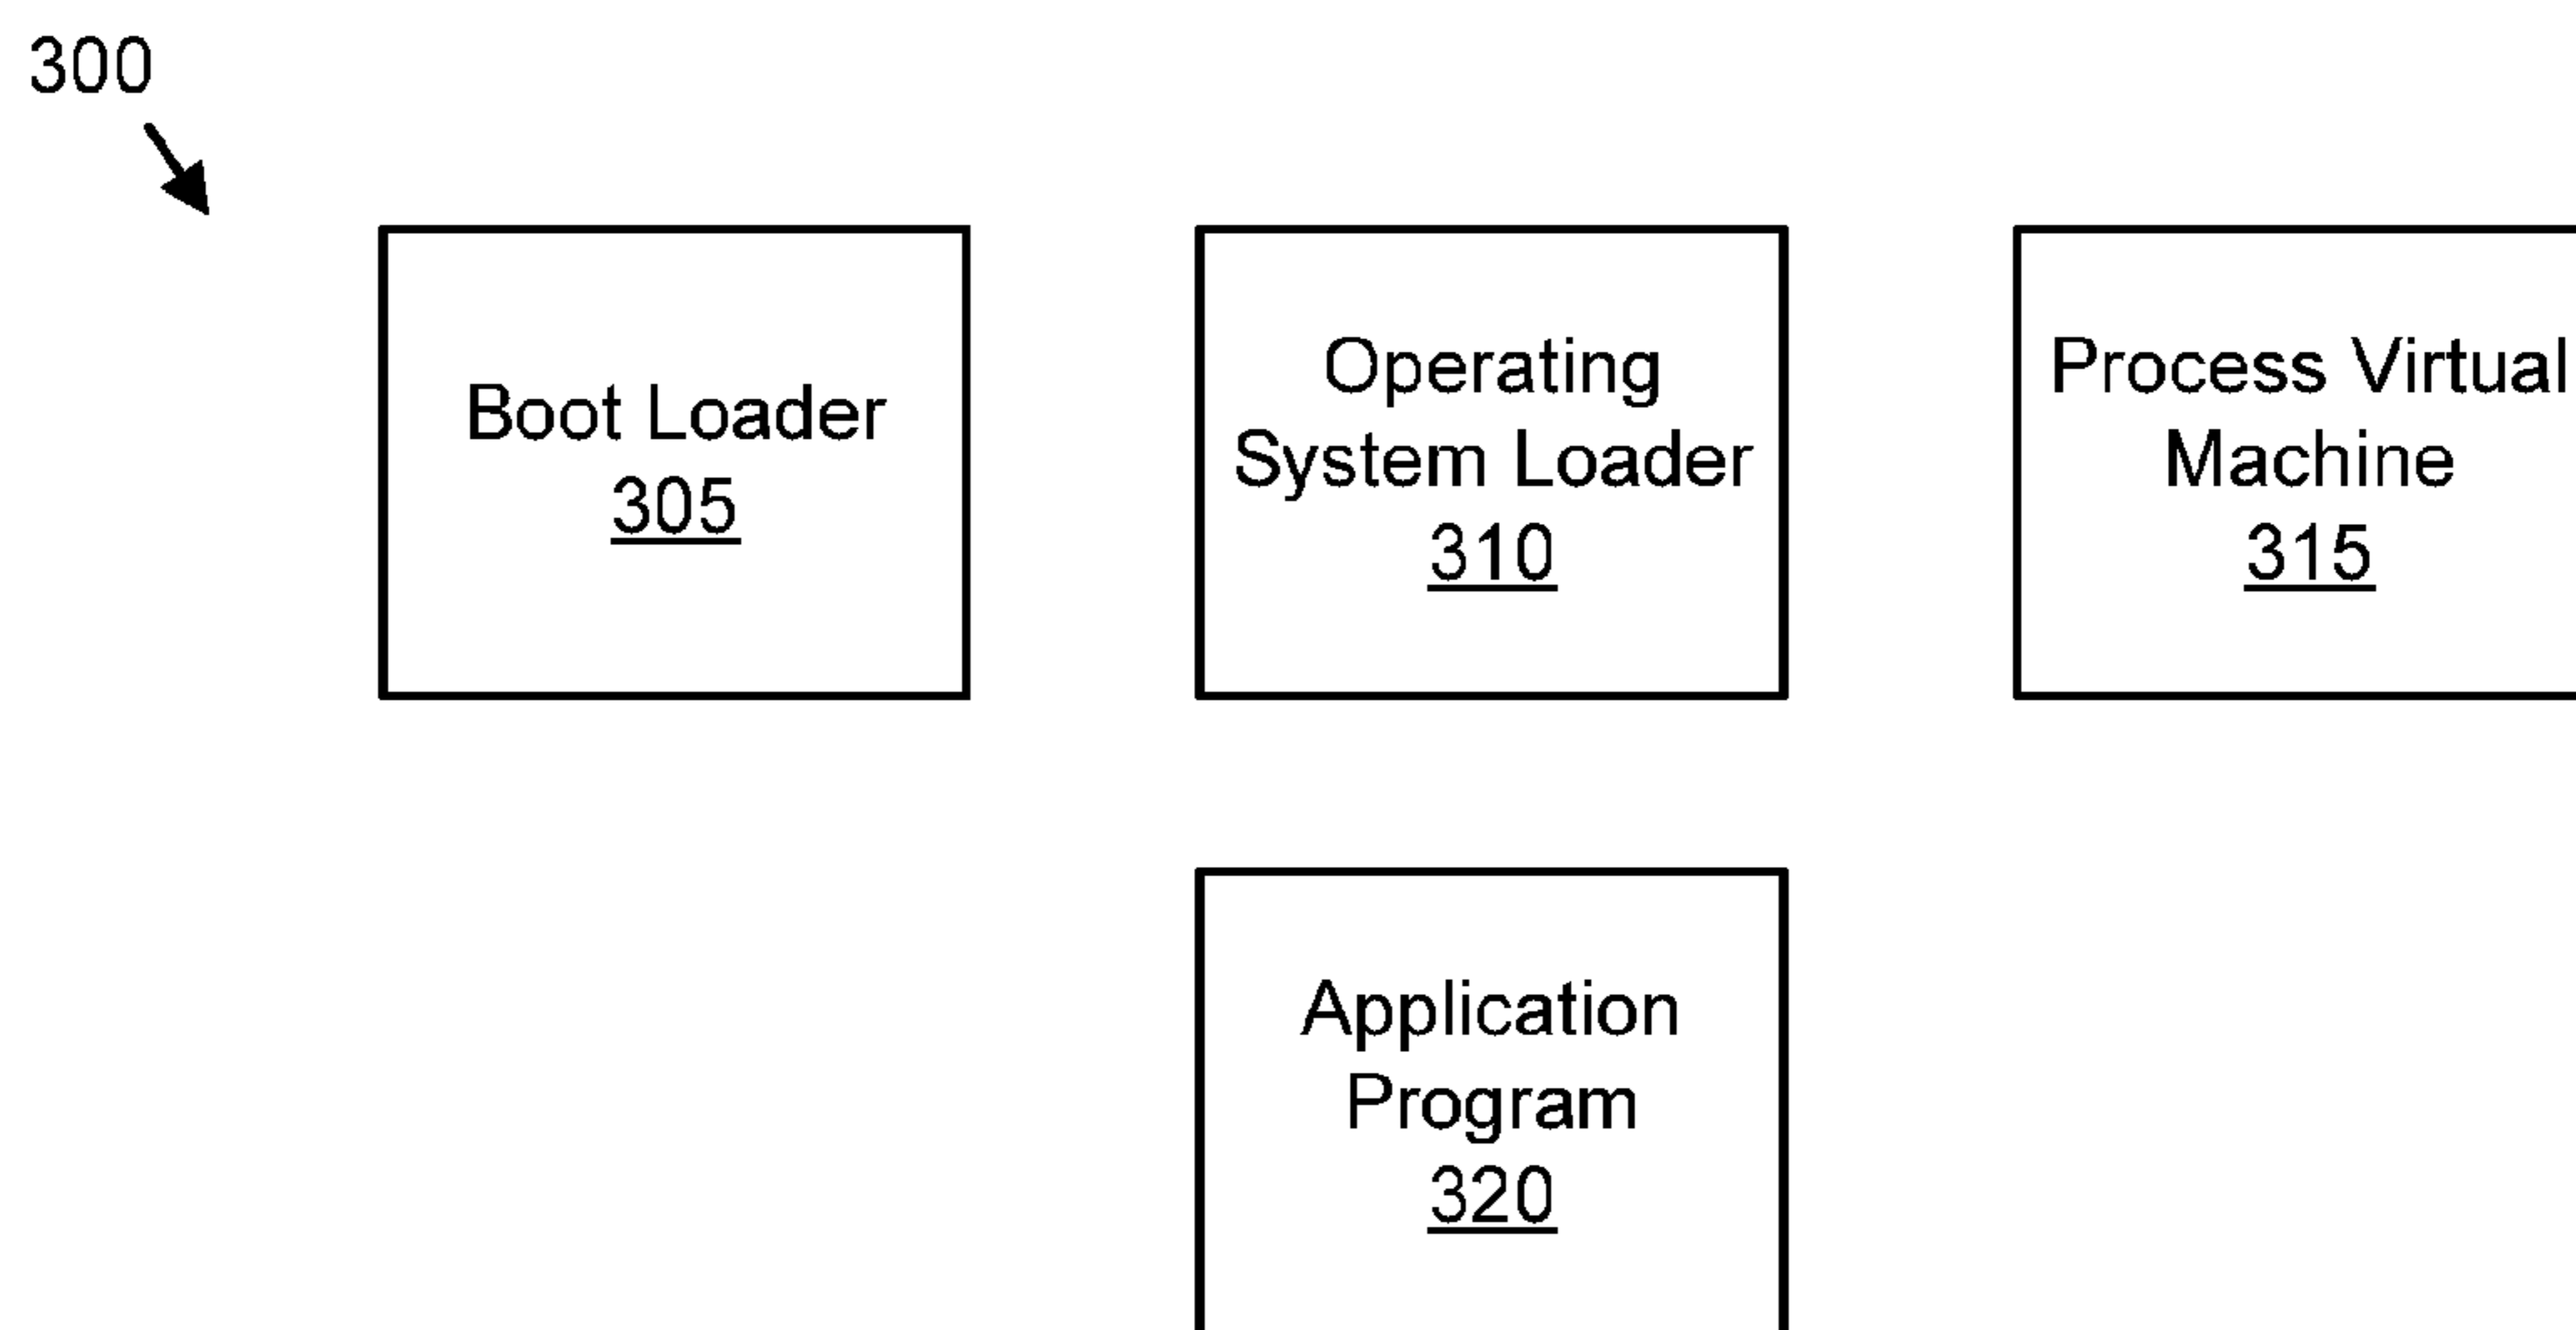 300
Boot Loader
305
Operating
System Loader
310
Process Virtual
Machine
315
Application
Program
320